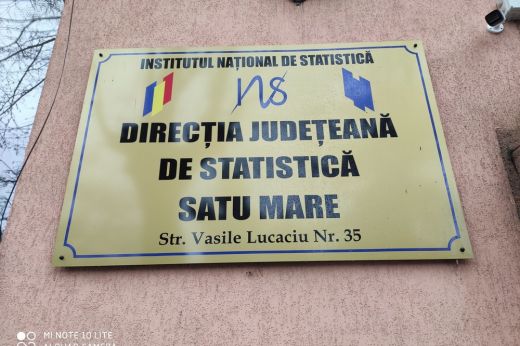 INSTITUTUL NAȚIONAL DE STATISTICĂ
ns
DIRECȚIA JUDEȚEANĂ
DE STATISTICĂ
SATU MARE
Str. Vasile Lucaciu Nr. 35
MI NOTE 10 LITE